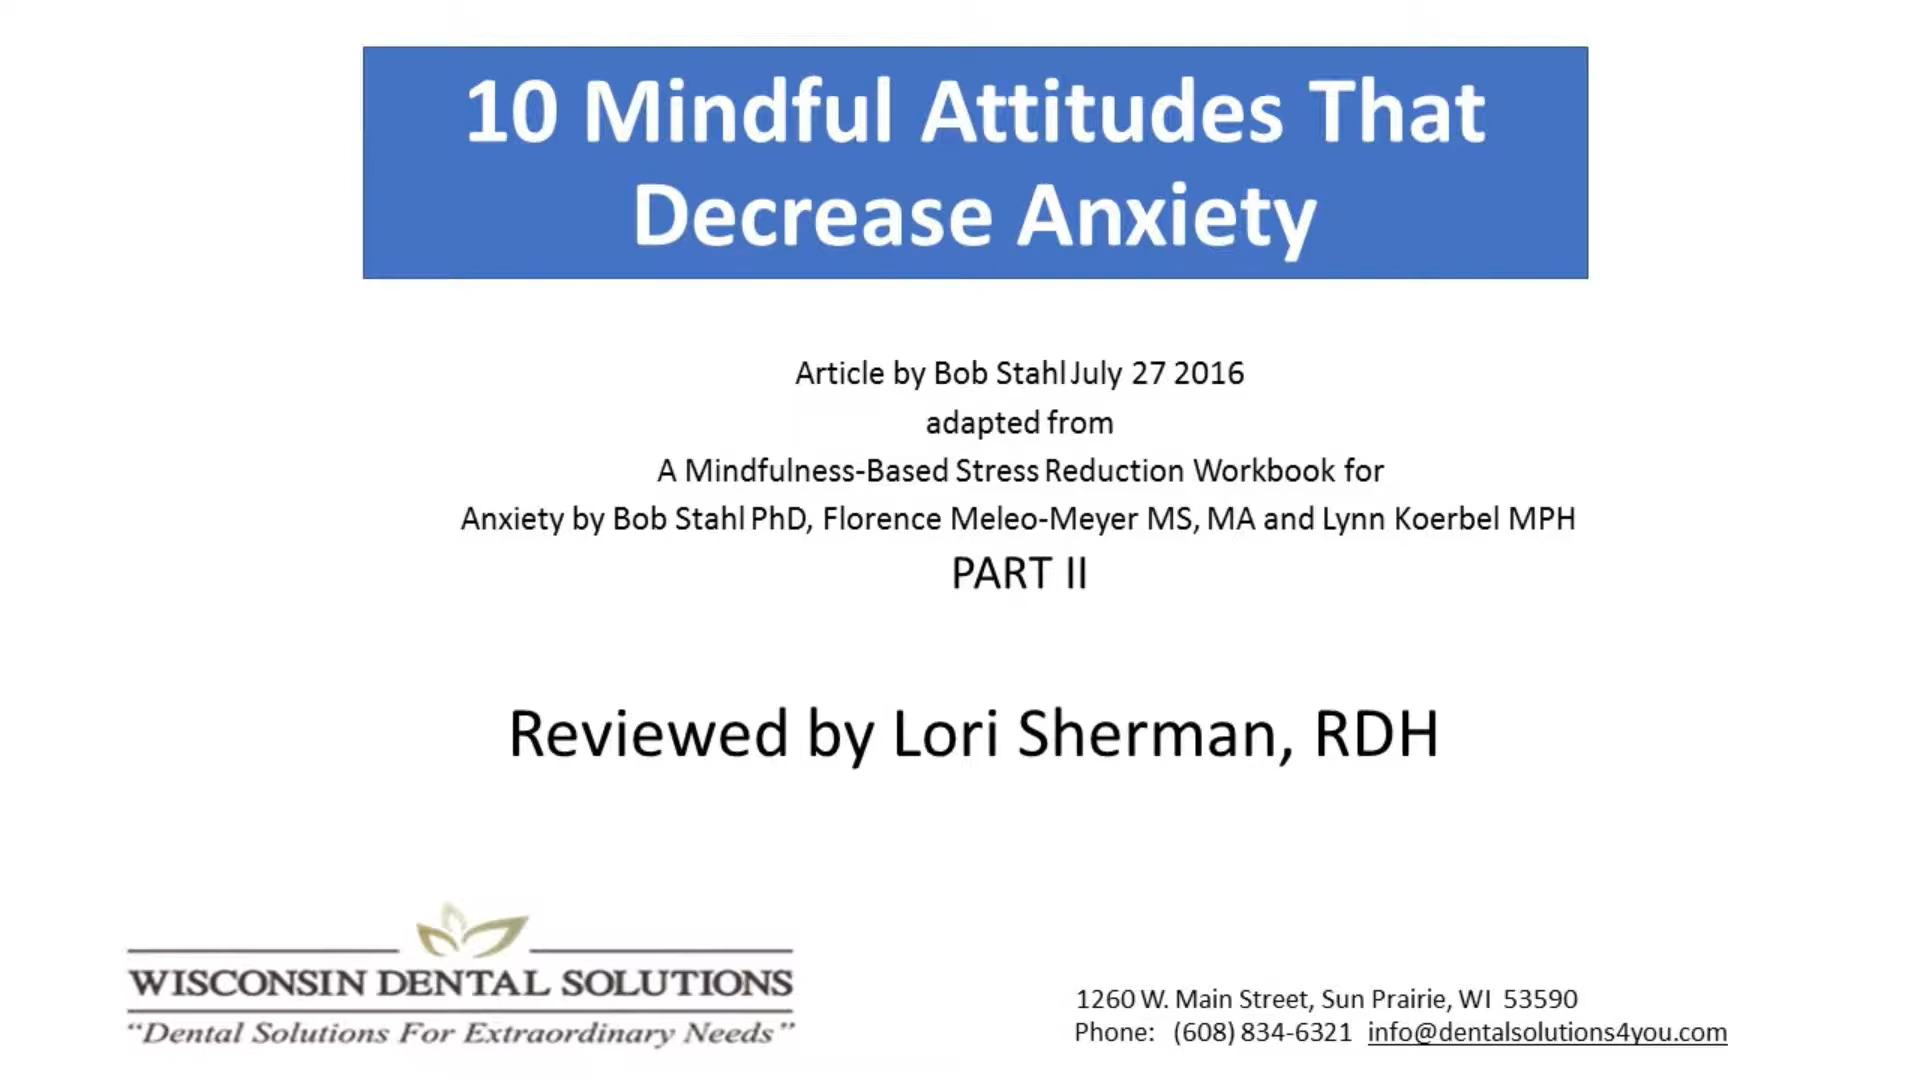 10 Mindful Attitudes That
Decrease Anxiety
Article by Bob Stahl July 27 2016
adapted from
A Mindfulness-Based Stress Reduction Workbook for
Anxiety by Bob Stahl PhD, Florence Meleo-Meyer MS, MA and Lynn Koerbel MPH
PART II
Reviewed by Lori Sherman, RDH
WISCONSIN DENTAL SOLUTIONS
“Dental Solutions For Extraordinary Needs”
1260 W. Main Street, Sun Prairie, WI 53590
Phone: (608) 834-6321 info@dentalsolutions4you.com